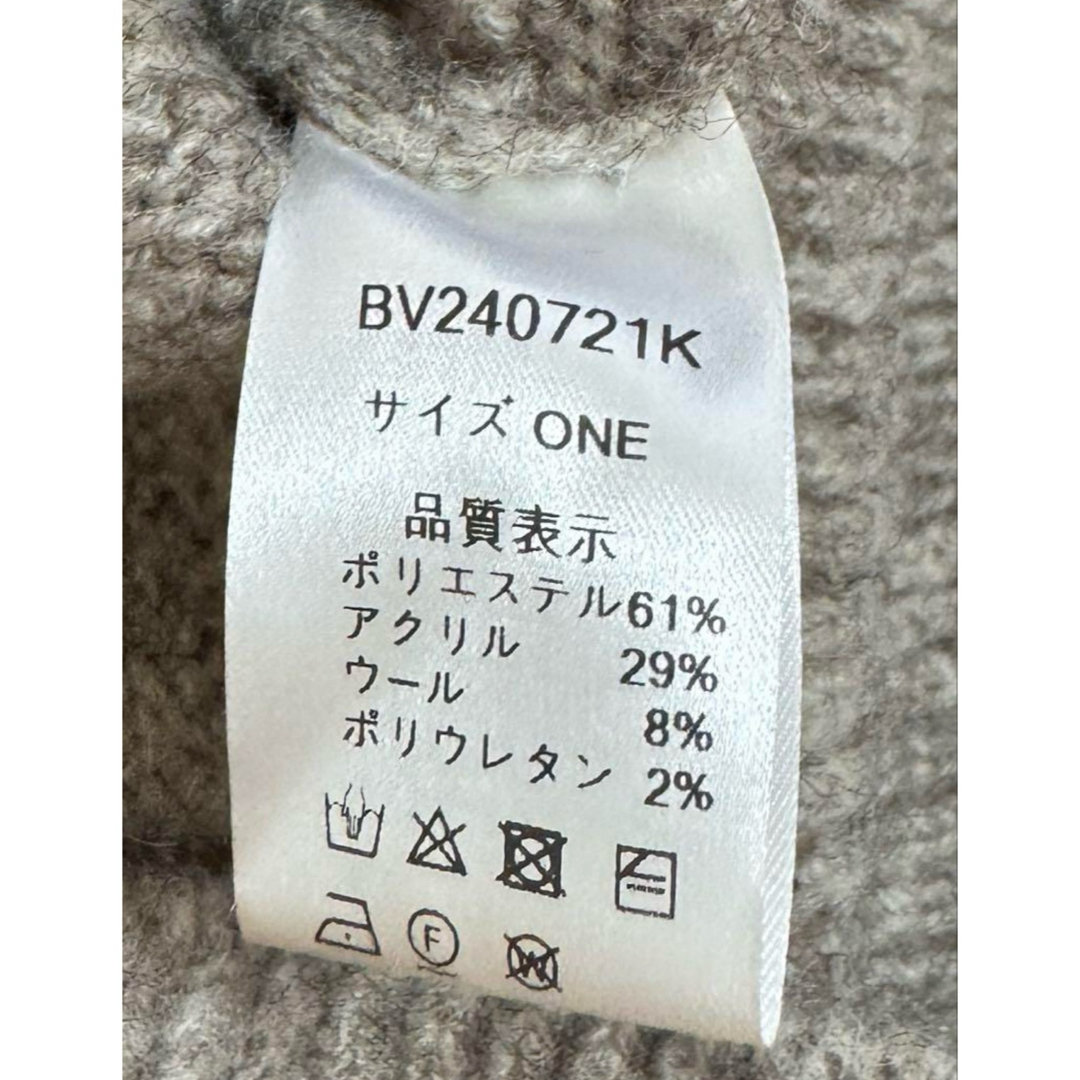 BV240721K
サイズ ONE
品質表示
ポリエステル61%
アクリル 29%
ウール 8%
ポリウレタン 2%
F
W